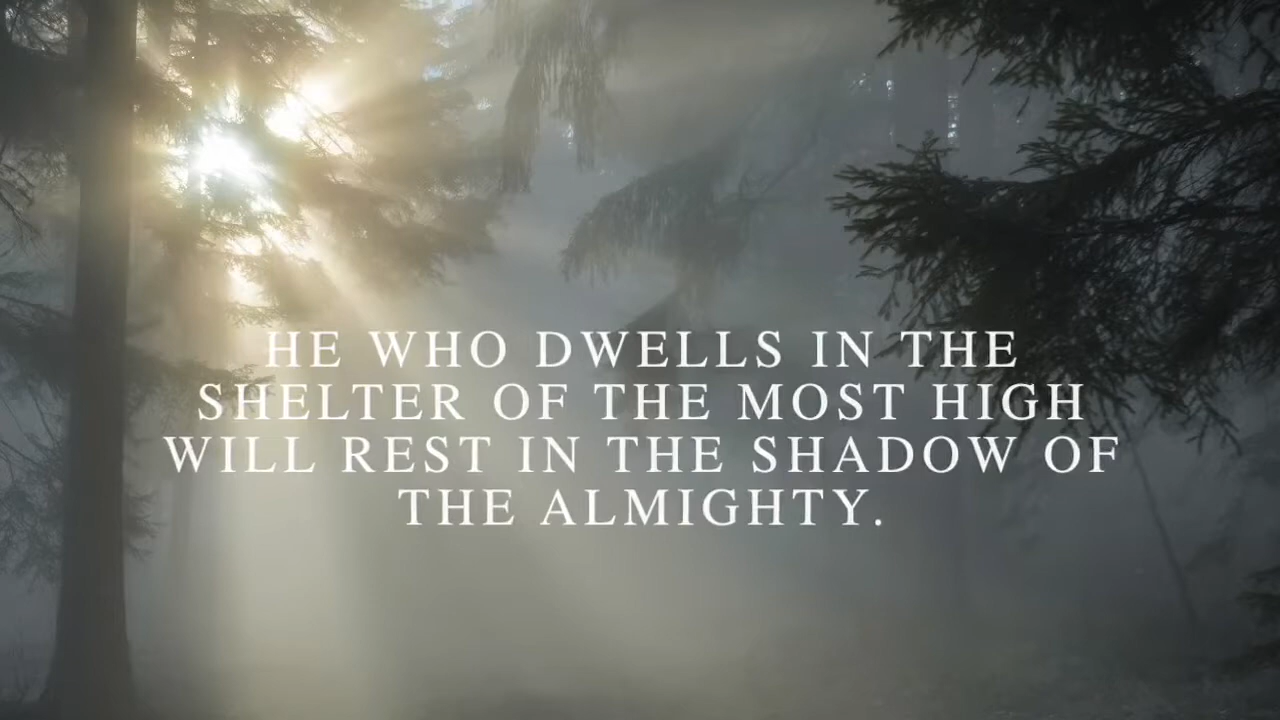 HE WHO DWELLS IN THE
SHELTER OF THE MOST HIGH
WILL REST IN THE SHADOW OF
THE ALMIGHTY.